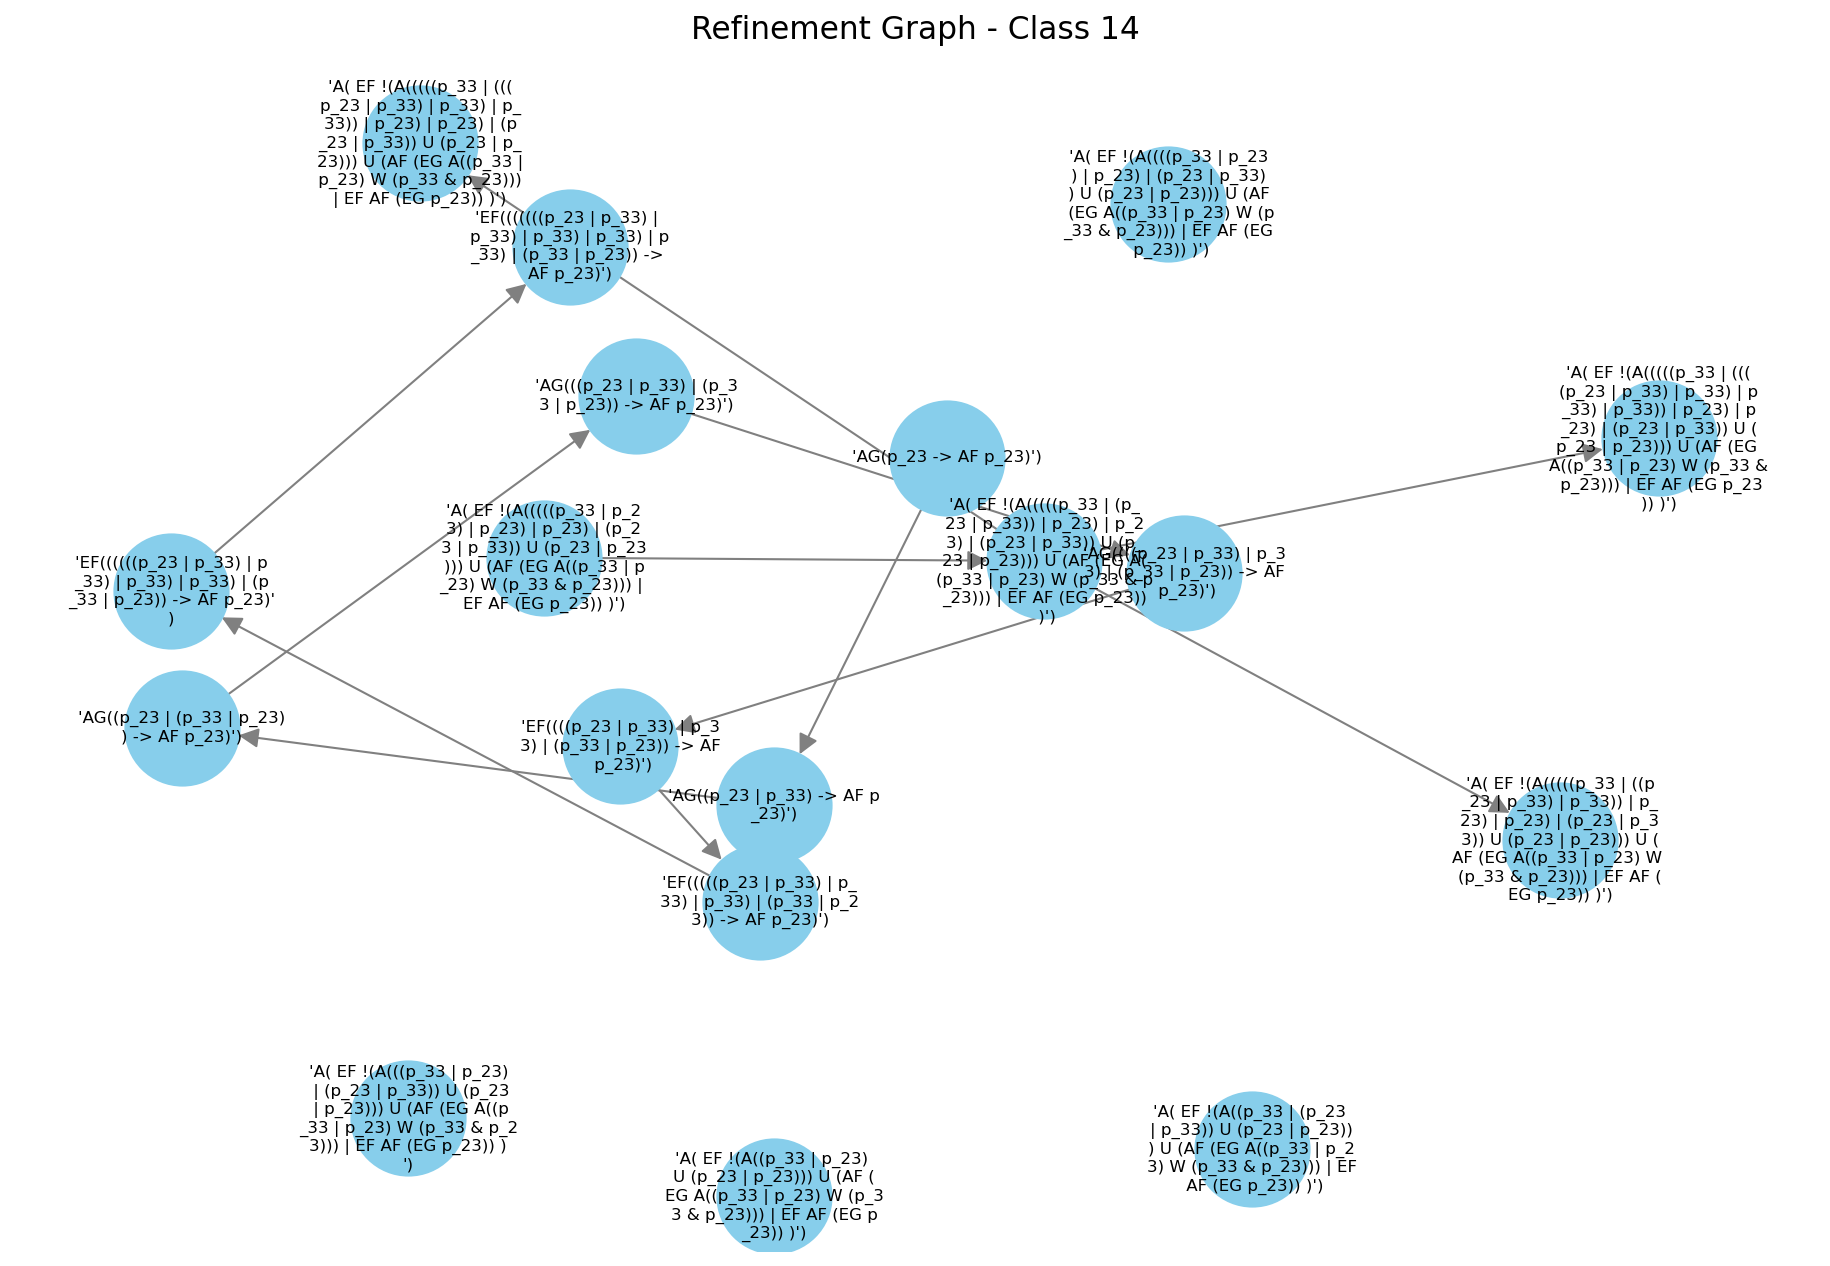 Refinement Graph - Class 14
'A( EF !(A(((((p_33 | (((
p_23 | p_33) | p_33) | p_
33)) | p_23) | p_23) | (p
_23 | p_33)) U (p_23 | p_
23))) U (AF (EG A((p_33 |
p_23) W (p_33 & p_23)))
| EF AF (EG p_23)) )')
'A( EF !(A((((p_33 | p_23
) | p_23) | (p_23 | p_33)
) U (p_23 | p_23))) U (AF
(EG A((p_33 | p_23) W (p
_33 & p_23))) | EF AF (EG
p_23)) )')
'EF(((((((p_23 | p_33) |
p_33) | p_33) | p_33) | p
_33) | (p_33 | p_23)) ->
AF p_23)')
'AG(((p_23 | p_33) | (p_3
3 | p_23)) -> AF p_23)')
'A( EF !(A(((((p_33 | (((
(p_23 | p_33) | p_33) | p
_33) | p_33)) | p_23) | p
_23) | (p_23 | p_33)) U (
p_23 | p_23))) U (AF (EG
A((p_33 | p_23) W (p_33 &
p_23))) | EF AF (EG p_23
)) )')
'AG(p_23 -> AF p_23)')
'A( EF !(A(((((p_33 | p_2
3) | p_23) | p_23) | (p_2
3 | p_33)) U (p_23 | p_23
))) U (AF (EG A((p_33 | p
_23) W (p_33 & p_23))) |
EF AF (EG p_23)) )')
'A( EF !(A(((((p_33 | (p_
23 | p_33)) | p_23) | p_2
3) | (p_23 | p_33)) U (p_
23 | p_23))) U (AF (EG A(
(p_33 | p_23) W (p_33 & p
_23))) | EF AF (EG p_23))
)')
'AG((((p_23 | p_33) | p_3
3) | (p_33 | p_23)) -> AF
p_23)')
'EF((((((p_23 | p_33) | p
_33) | p_33) | p_33) | (p
_33 | p_23)) -> AF p_23)'
)
'AG((p_23 | (p_33 | p_23)
) -> AF p_23)')
'EF((((p_23 | p_33) | p_3
3) | (p_33 | p_23)) -> AF
p_23)')
'AG((p_23 | p_33) -> AF p
_23)')
'EF(((((p_23 | p_33) | p_
33) | p_33) | (p_33 | p_2
3)) -> AF p_23)')
'A( EF !(A(((((p_33 | ((p
_23 | p_33) | p_33)) | p_
23) | p_23) | (p_23 | p_3
3)) U (p_23 | p_23))) U (
AF (EG A((p_33 | p_23) W
(p_33 & p_23))) | EF AF (
EG p_23)) )')
'A( EF !(A(((p_33 | p_23)
| (p_23 | p_33)) U (p_23
| p_23))) U (AF (EG A((p
_33 | p_23) W (p_33 & p_2
3))) | EF AF (EG p_23)) )
')
'A( EF !(A((p_33 | p_23)
U (p_23 | p_23))) U (AF (
EG A((p_33 | p_23) W (p_3
3 & p_23))) | EF AF (EG p
_23)) )')
'A( EF !(A((p_33 | (p_23
| p_33)) U (p_23 | p_23))
) U (AF (EG A((p_33 | p_2
3) W (p_33 & p_23))) | EF
AF (EG p_23)) )')